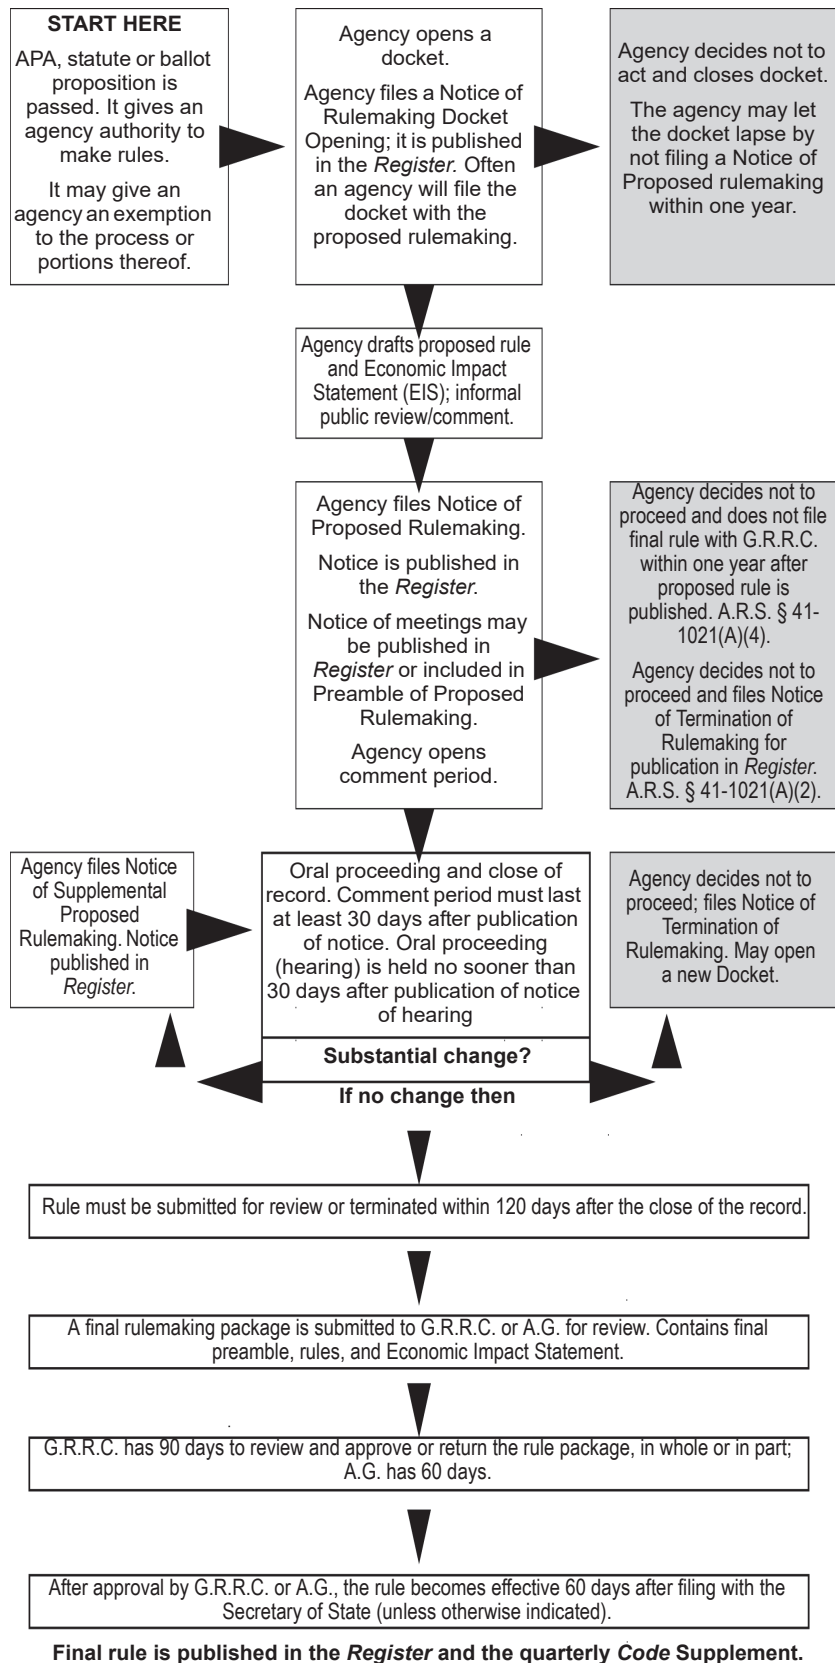 START HERE
APA, statute or ballot
proposition is
passed. It gives an
agency authority to
make rules.
It may give an
agency an exemption
to the process or
portions thereof.
Agency opens a
docket.
Agency files a Notice of
Rulemaking Docket
Opening; it is published
in the Register. Often
an agency will file the
docket with the
proposed rulemaking.
Agency decides not to
act and closes docket.
The agency may let
the docket lapse by
not filing a Notice of
Proposed rulemaking
within one year.
Agency drafts proposed rule
and Economic Impact
Statement (EIS); informal
public review/comment.
Agency files Notice of
Proposed Rulemaking.
Notice is published in
the Register.
Notice of meetings may
be published in
Register or included in
Preamble of Proposed
Rulemaking.
Agency opens
comment period.
Agency decides not to
proceed and does not file
final rule with G.R.R.C.
within one year after
proposed rule is
published. A.R.S. § 41-
1021(A)(4).
Agency decides not to
proceed and files Notice
of Termination of
Rulemaking for
publication in Register.
A.R.S. § 41-1021(A)(2).
Agency files Notice
of Supplemental
Proposed
Rulemaking. Notice
published in
Register.
Oral proceeding and close of
record. Comment period must last
at least 30 days after publication
of notice. Oral proceeding
(hearing) is held no sooner than
30 days after publication of notice
of hearing
Agency decides not to
proceed; files Notice of
Termination of
Rulemaking. May open
a new Docket.
Substantial change?
If no change then
Rule must be submitted for review or terminated within 120 days after the close of the record.
A final rulemaking package is submitted to G.R.R.C. or A.G. for review. Contains final
preamble, rules, and Economic Impact Statement.
G.R.R.C. has 90 days to review and approve or return the rule package, in whole or in part;
A.G. has 60 days.
After approval by G.R.R.C. or A.G., the rule becomes effective 60 days after filing with the
Secretary of State (unless otherwise indicated).
Final rule is published in the Register and the quarterly Code Supplement.